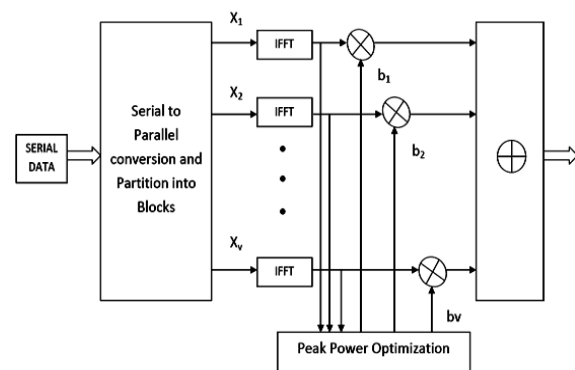 X1
IFFT
b1
X2
IFFT
b2
Serial to
Parallel
conversion and
Partition into
Blocks
SERIAL
DATA
Xv
IFFT
bv
Peak Power Optimization